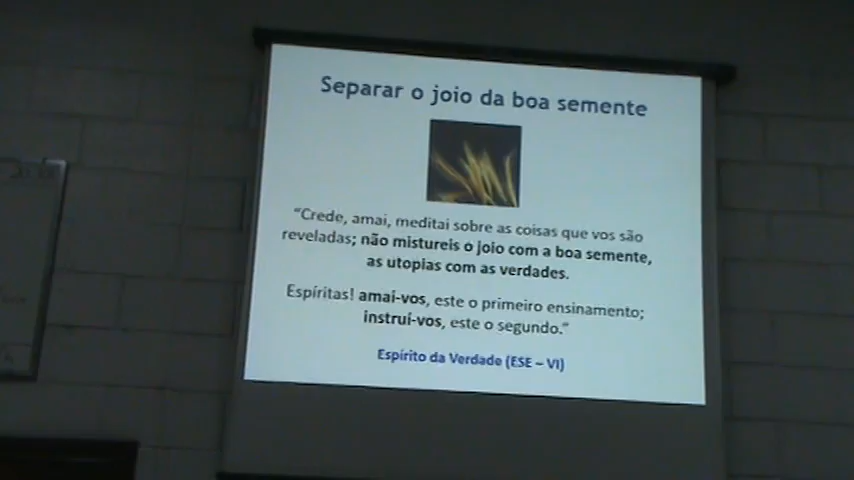 Separar o joio da boa semente
“Crede, amai, meditai sobre as coisas que vos são
reveladas; não mistureis o joio com a boa semente,
as utopias com as verdades.
Espíritas! amai-vos, este o primeiro ensinamento;
instruí-vos, este o segundo.”
Espírito da Verdade (ESE – VI)